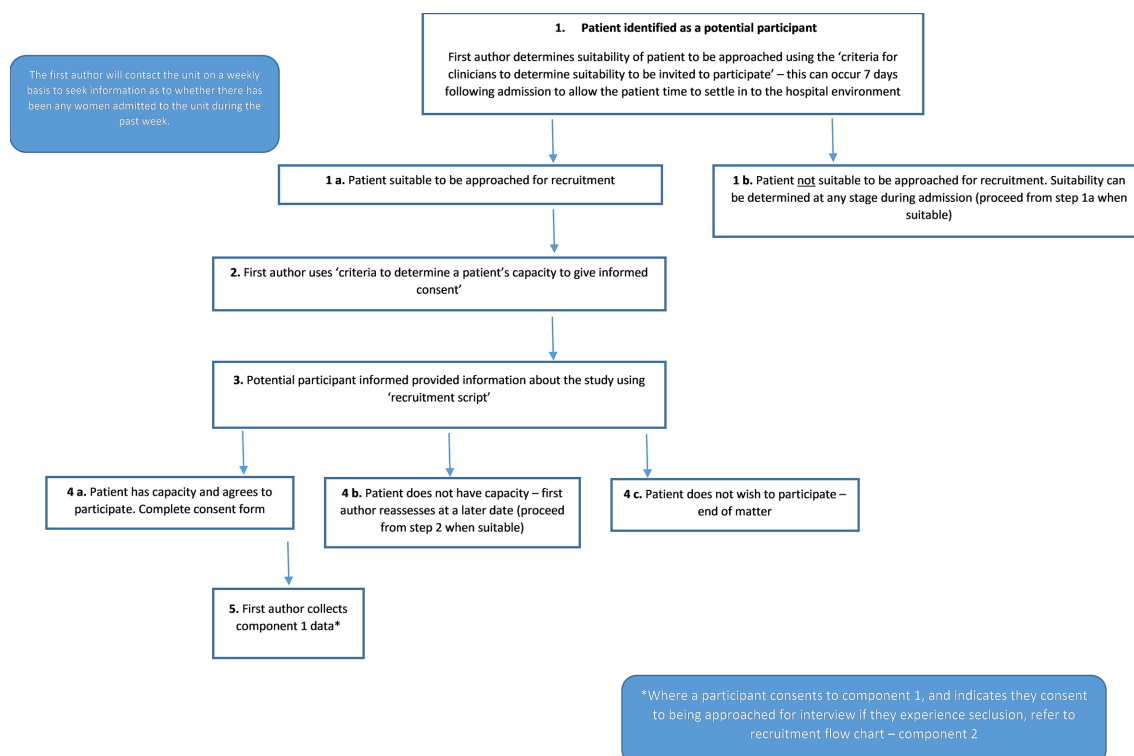 1. Patient identified as a potential participant
First author determines suitability of patient to be approached using the ‘criteria for
clinicians to determine suitability to be invited to participate’ – this can occur 7 days
following admission to allow the patient time to settle in to the hospital environment
The first author will contact the unit on a weekly
basis to seek information as to whether there has
been any women admitted to the unit during the
past week.
1 a. Patient suitable to be approached for recruitment
1 b. Patient not suitable to be approached for recruitment. Suitability can
be determined at any stage during admission (proceed from step 1a when
suitable)
2. First author uses ‘criteria to determine a patient’s capacity to give informed
consent’
3. Potential participant informed provided information about the study using
‘recruitment script’
4 a. Patient has capacity and agrees to
participate. Complete consent form
4 b. Patient does not have capacity – first
author reassesses at a later date (proceed
from step 2 when suitable)
4 c. Patient does not wish to participate –
end of matter
5. First author collects
component 1 data*
*Where a participant consents to component 1, and indicates they consent
to being approached for interview if they experience seclusion, refer to
recruitment flow chart – component 2